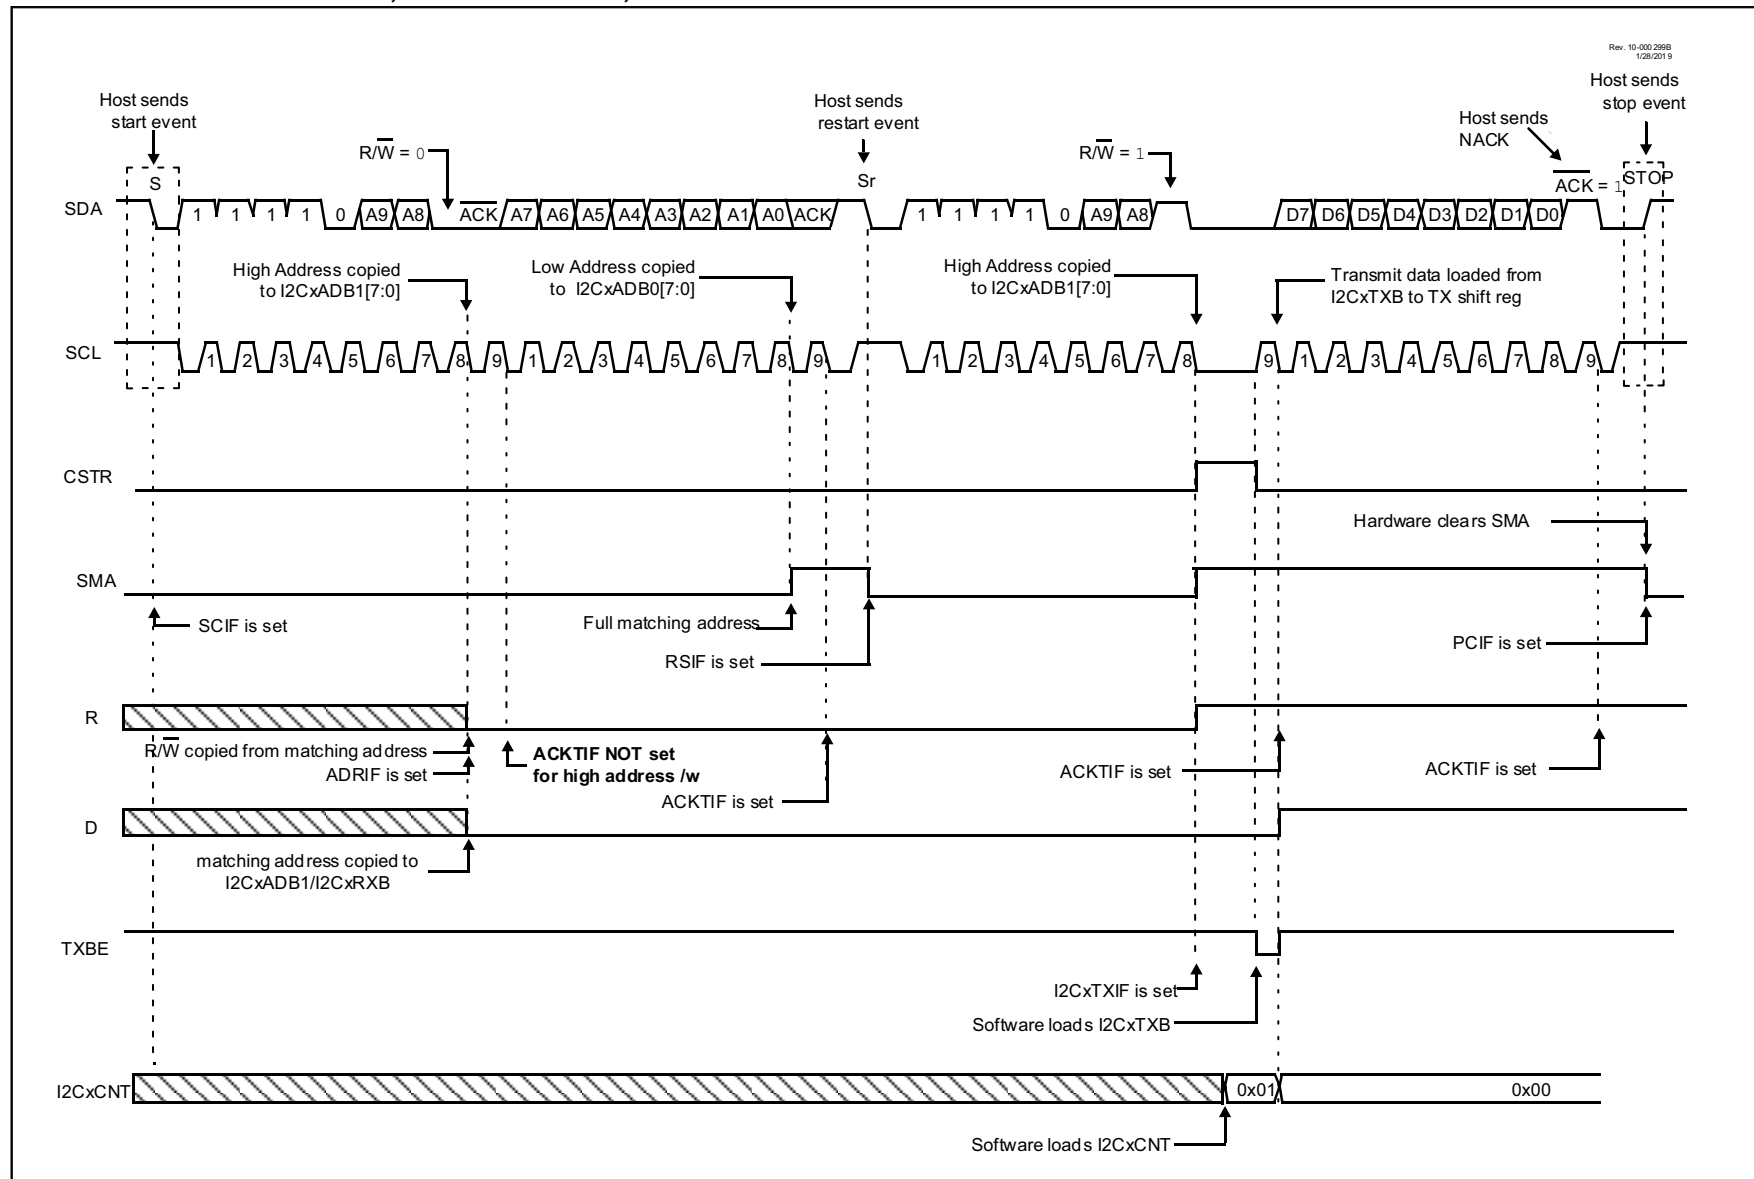 Rev. 10-000 299B
1/28/2019
Host sends
start event
Host sends
restart event
Host sends
stop event
Host sends
NACK
R/W = 0
R/W = 1
S
Sr
ACK = 1
STOP
SDA
1 1 1 1 0 A9 A8 ACK A7 A6 A5 A4 A3 A2 A1 A0 ACK 1 1 1 1 0 A9 A8 D7 D6 D5 D4 D3 D2 D1 D0
High Address copied
to I2CxADB1[7:0]
Low Address copied
to I2CxADB0[7:0]
High Address copied
to I2CxADB1[7:0]
Transmit data loaded from
I2CxTXB to TX shift reg
SCL
1 2 3 4 5 6 7 8 9 1 2 3 4 5 6 7 8 9 1 2 3 4 5 6 7 8 9 1 2 3 4 5 6 7 8 9
CSTR
Hardware clears SMA
SMA
SCIF is set
Full matching address
RSIF is set
PCIF is set
R
R/W copied from matching address
ADRIF is set
ACKTIF NOT set
for high address /w
ACKTIF is set
ACKTIF is set
ACKTIF is set
D
matching address copied to
I2CxADB1/I2CxRXB
TXBE
I2CxTXIF is set
Software loads I2CxTXB
I2CxCNT
0x01
0x00
Software loads I2CxCNT